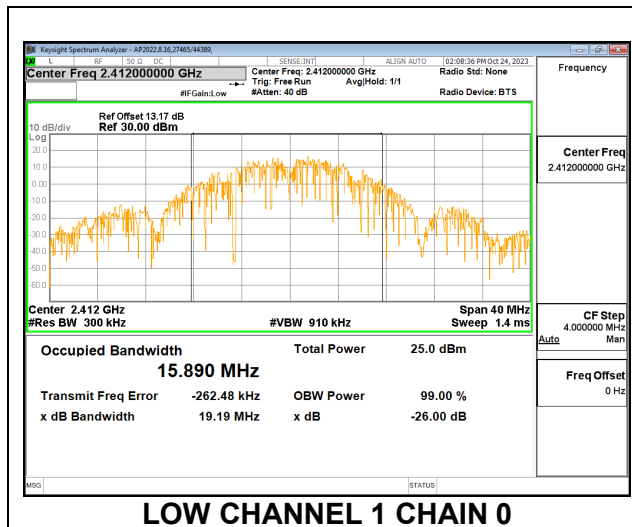 Keysight Spectrum Analyzer - AP2022.8.16,27465/44389,
L RF 50 Ω DC SENSE:INT ALIGN AUTO 02:08:36 PM Oct 24, 2023
Center Freq 2.412000000 GHz
Center Freq: 2.412000000 GHz
Radio Std: None
Trig: Free Run Avg|Hold: 1/1
#IFGain:Low #Atten: 40 dB Radio Device: BTS
Frequency
Ref Offset 13.17 dB
10 dB/div Ref 30.00 dBm
Log
20.0
10.0
0.00
-10.0
-20.0
-30.0
-40.0
-50.0
-60.0
Center 2.412 GHz Span 40 MHz
#Res BW 300 kHz #VBW 910 kHz Sweep 1.4 ms
Center Freq
2.412000000 GHz
CF Step
4.000000 MHz
Auto Man
Freq Offset
0 Hz
Occupied Bandwidth Total Power 25.0 dBm
15.890 MHz
Transmit Freq Error -262.48 kHz OBW Power 99.00 %
x dB Bandwidth 19.19 MHz x dB -26.00 dB
MSG STATUS
LOW CHANNEL 1 CHAIN 0